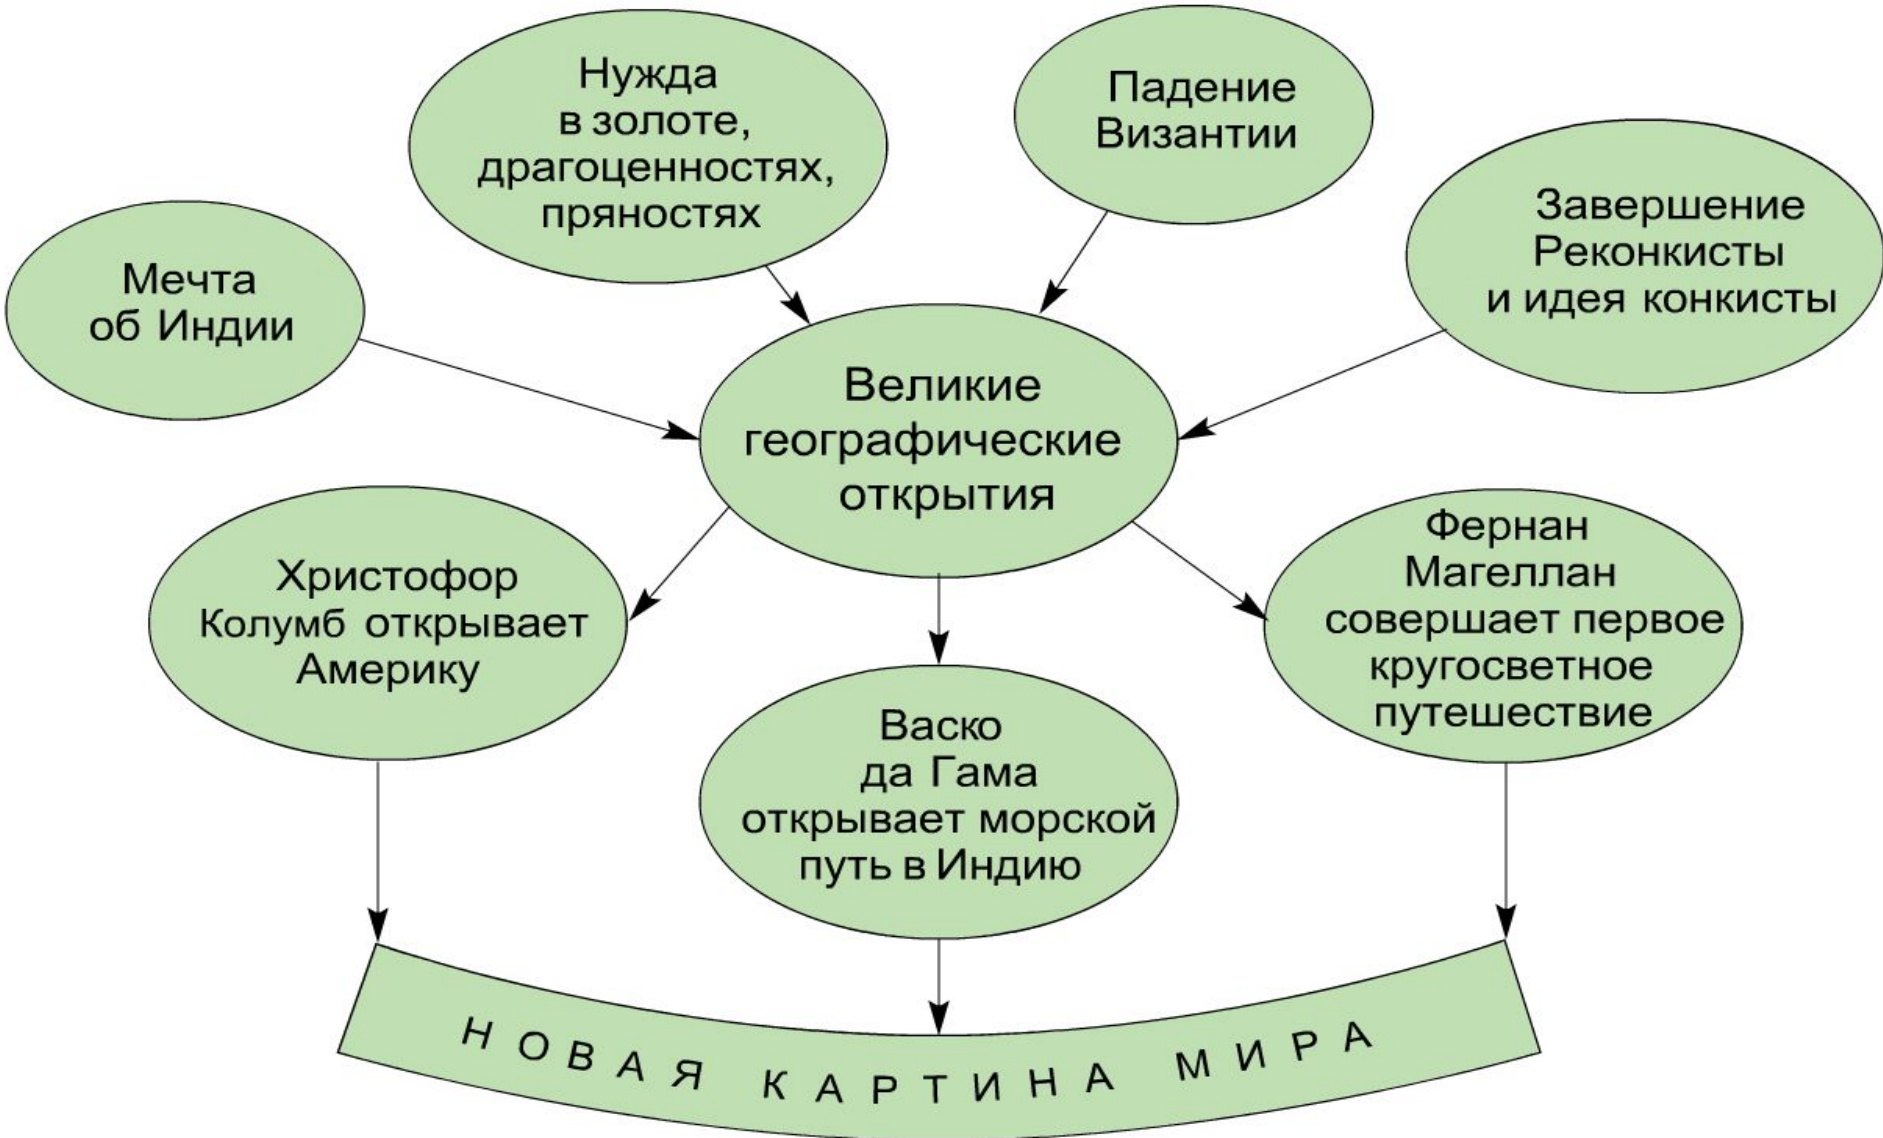 Нужда
в золоте,
драгоценностях,
пряностях
Падение
Византии
Завершение
Реконкисты
и идея конкисты
Мечта
об Индии
Великие
географические
открытия
Христофор
Колумб открывает
Америку
Васко
да Гама
открывает морской
путь в Индию
Фернан
Магеллан
совершает первое
кругосветное
путешествие
НОВАЯ КАРТИНА МИРА